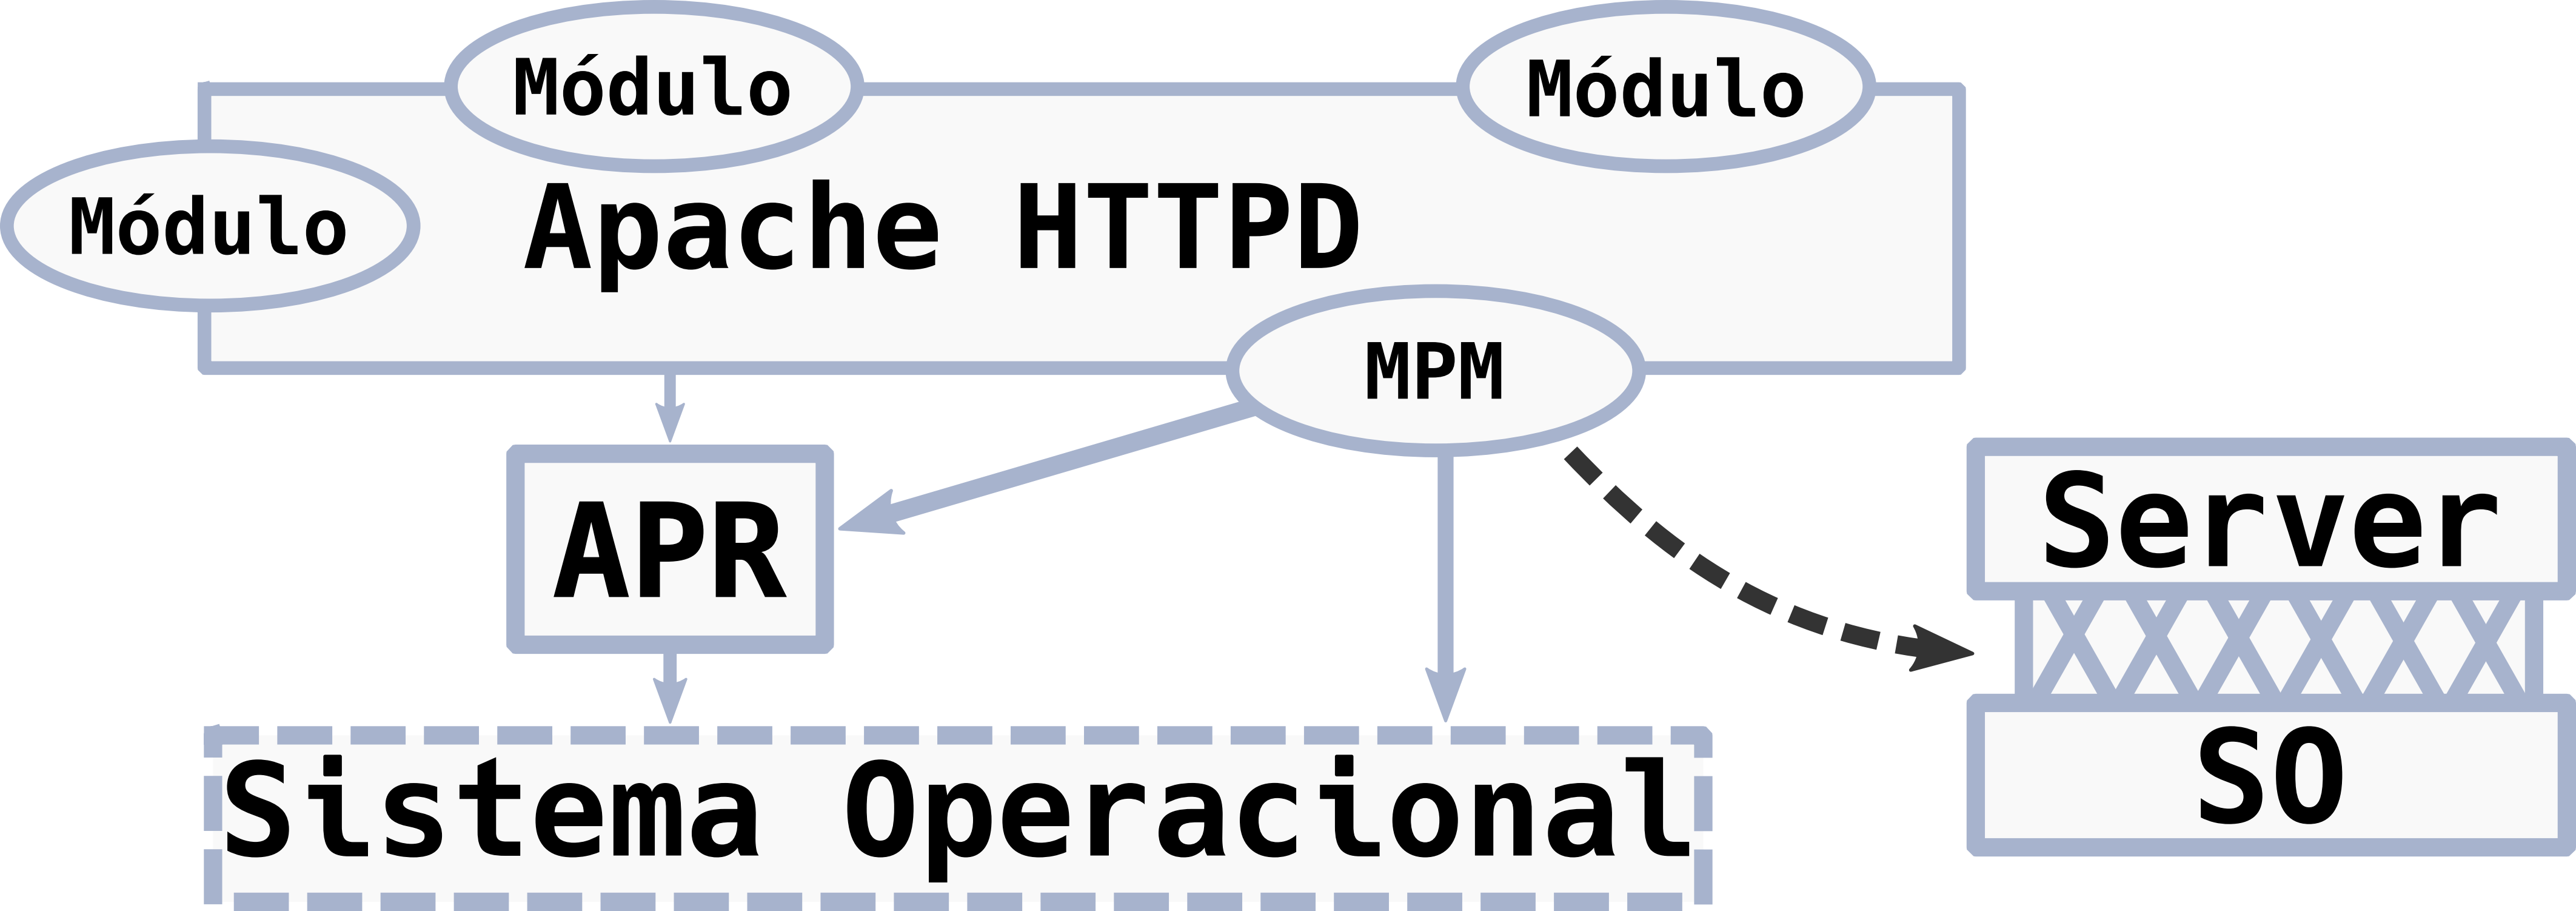 Módulo
Módulo
Módulo
Apache HTTPD
MPM
APR
Server
Sistema Operacional
SO